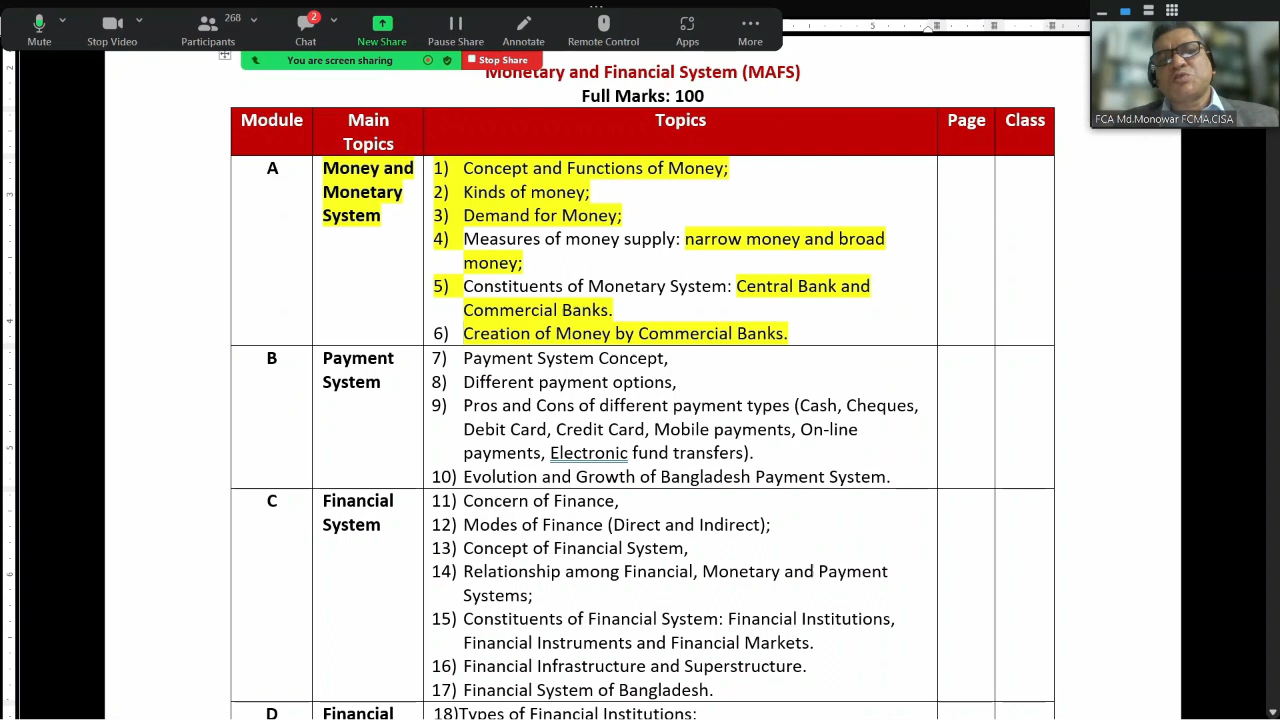 268
2
Mute
Stop Video
Participants
Chat
New Share
Pause Share
Annotate
Remote Control
Apps
More
You are screen sharing
Stop Share
FCA Md.Monowar FCMA,CISA
5
2
3
4
5
6
Monetary and Financial System (MAFS)
Full Marks: 100
Module
Main
Topics
Topics
Page
Class
A
Money and
Monetary
System
1) Concept and Functions of Money;
2) Kinds of money;
3) Demand for Money;
4) Measures of money supply: narrow money and broad
money;
5) Constituents of Monetary System: Central Bank and
Commercial Banks.
6) Creation of Money by Commercial Banks.
B
Payment
System
7) Payment System Concept,
8) Different payment options,
9) Pros and Cons of different payment types (Cash, Cheques,
Debit Card, Credit Card, Mobile payments, On-line
payments, Electronic fund transfers).
10) Evolution and Growth of Bangladesh Payment System.
C
Financial
System
11) Concern of Finance,
12) Modes of Finance (Direct and Indirect);
13) Concept of Financial System,
14) Relationship among Financial, Monetary and Payment
Systems;
15) Constituents of Financial System: Financial Institutions,
Financial Instruments and Financial Markets.
16) Financial Infrastructure and Superstructure.
17) Financial System of Bangladesh.
D
Financial
18)Types of Financial Institutions: